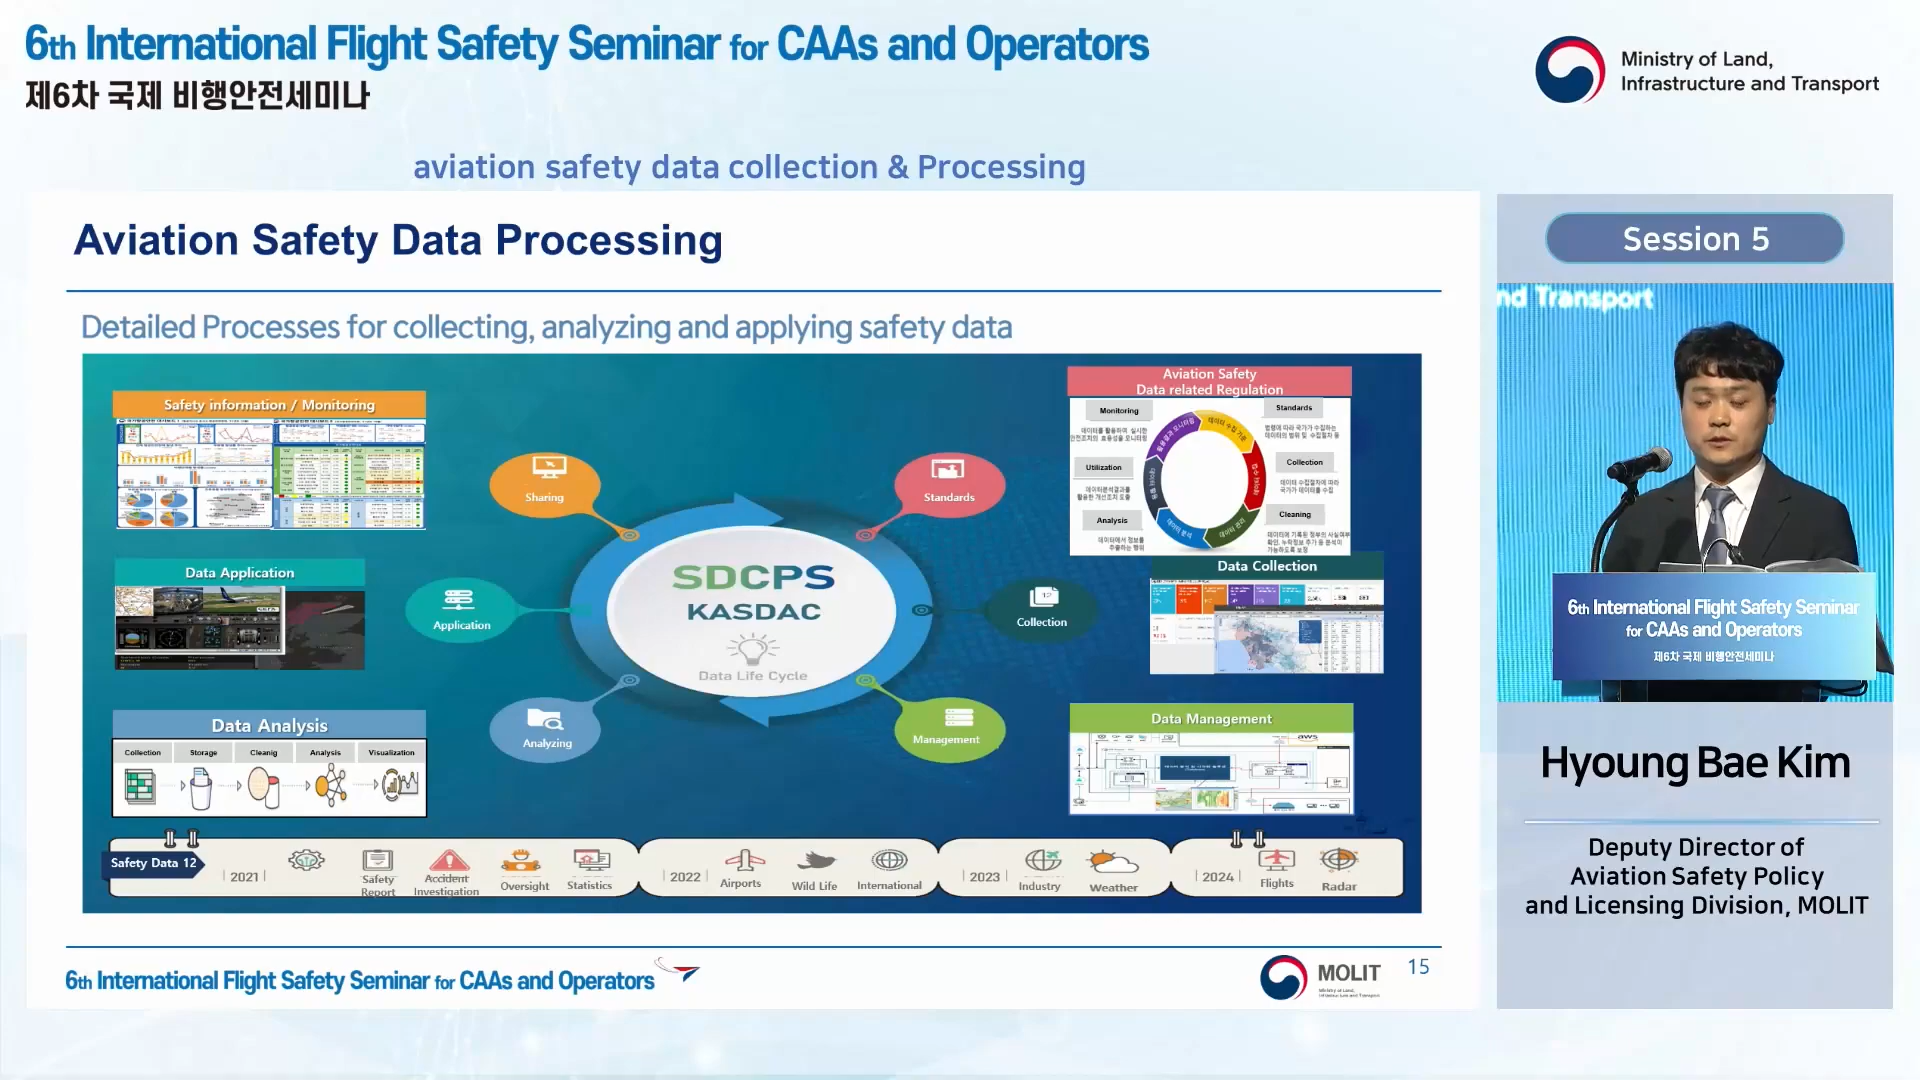 6th International Flight Safety Seminar for CAAs and Operators
제6차 국제 비행안전세미나
Ministry of Land,
Infrastructure and Transport
aviation safety data collection & Processing
Aviation Safety Data Processing
Detailed Processes for collecting, analyzing and applying safety data
Safety information / Monitoring
Data Application
Data Analysis
Collection Storage Cleanig Analysis Visualization
Sharing
Application
Analyzing
SDCPS
KASDAC
Data Life Cycle
Standards
Collection
Management
Aviation Safety
Data related Regulation
Monitoring
Utilization
Analysis
Standards
Collection
Cleaning
Data Collection
Data Management
aws
Safety Data 12
2021
Safety
Report
Accident
Investigation
Oversight
Statistics
2022
Airports
Wild Life
International
2023
Industry
Weather
2024
Flights
Radar
6th International Flight Safety Seminar for CAAs and Operators
MOLIT
Ministry of Land,
Infrastructure and Transport
15
Session 5
nd Transport
6th International Flight Safety Seminar
for CAAs and Operators
제6차 국제 비행안전세미나
Hyoung Bae Kim
Deputy Director of
Aviation Safety Policy
and Licensing Division, MOLIT